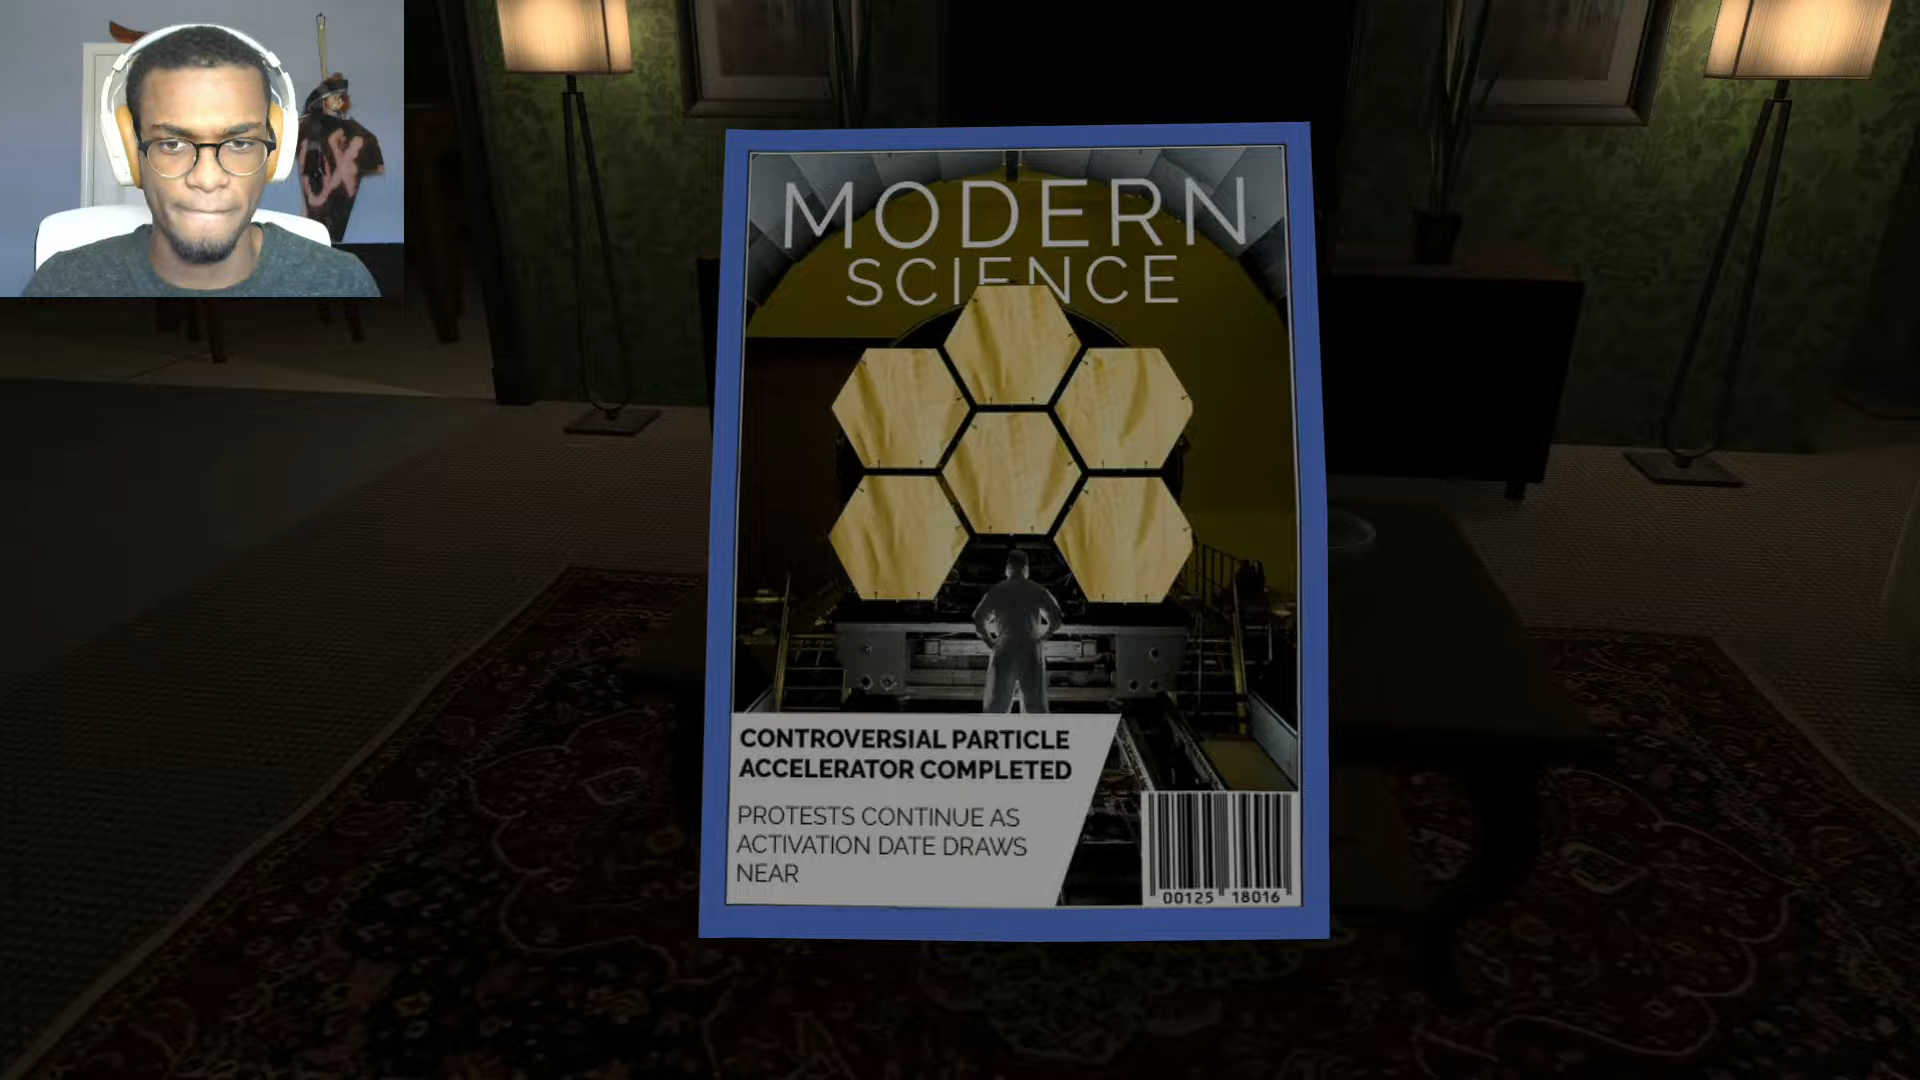 MODERN
SCIENCE
CONTROVERSIAL PARTICLE
ACCELERATOR COMPLETED
PROTESTS CONTINUE AS
ACTIVATION DATE DRAWS
NEAR
00125 18016